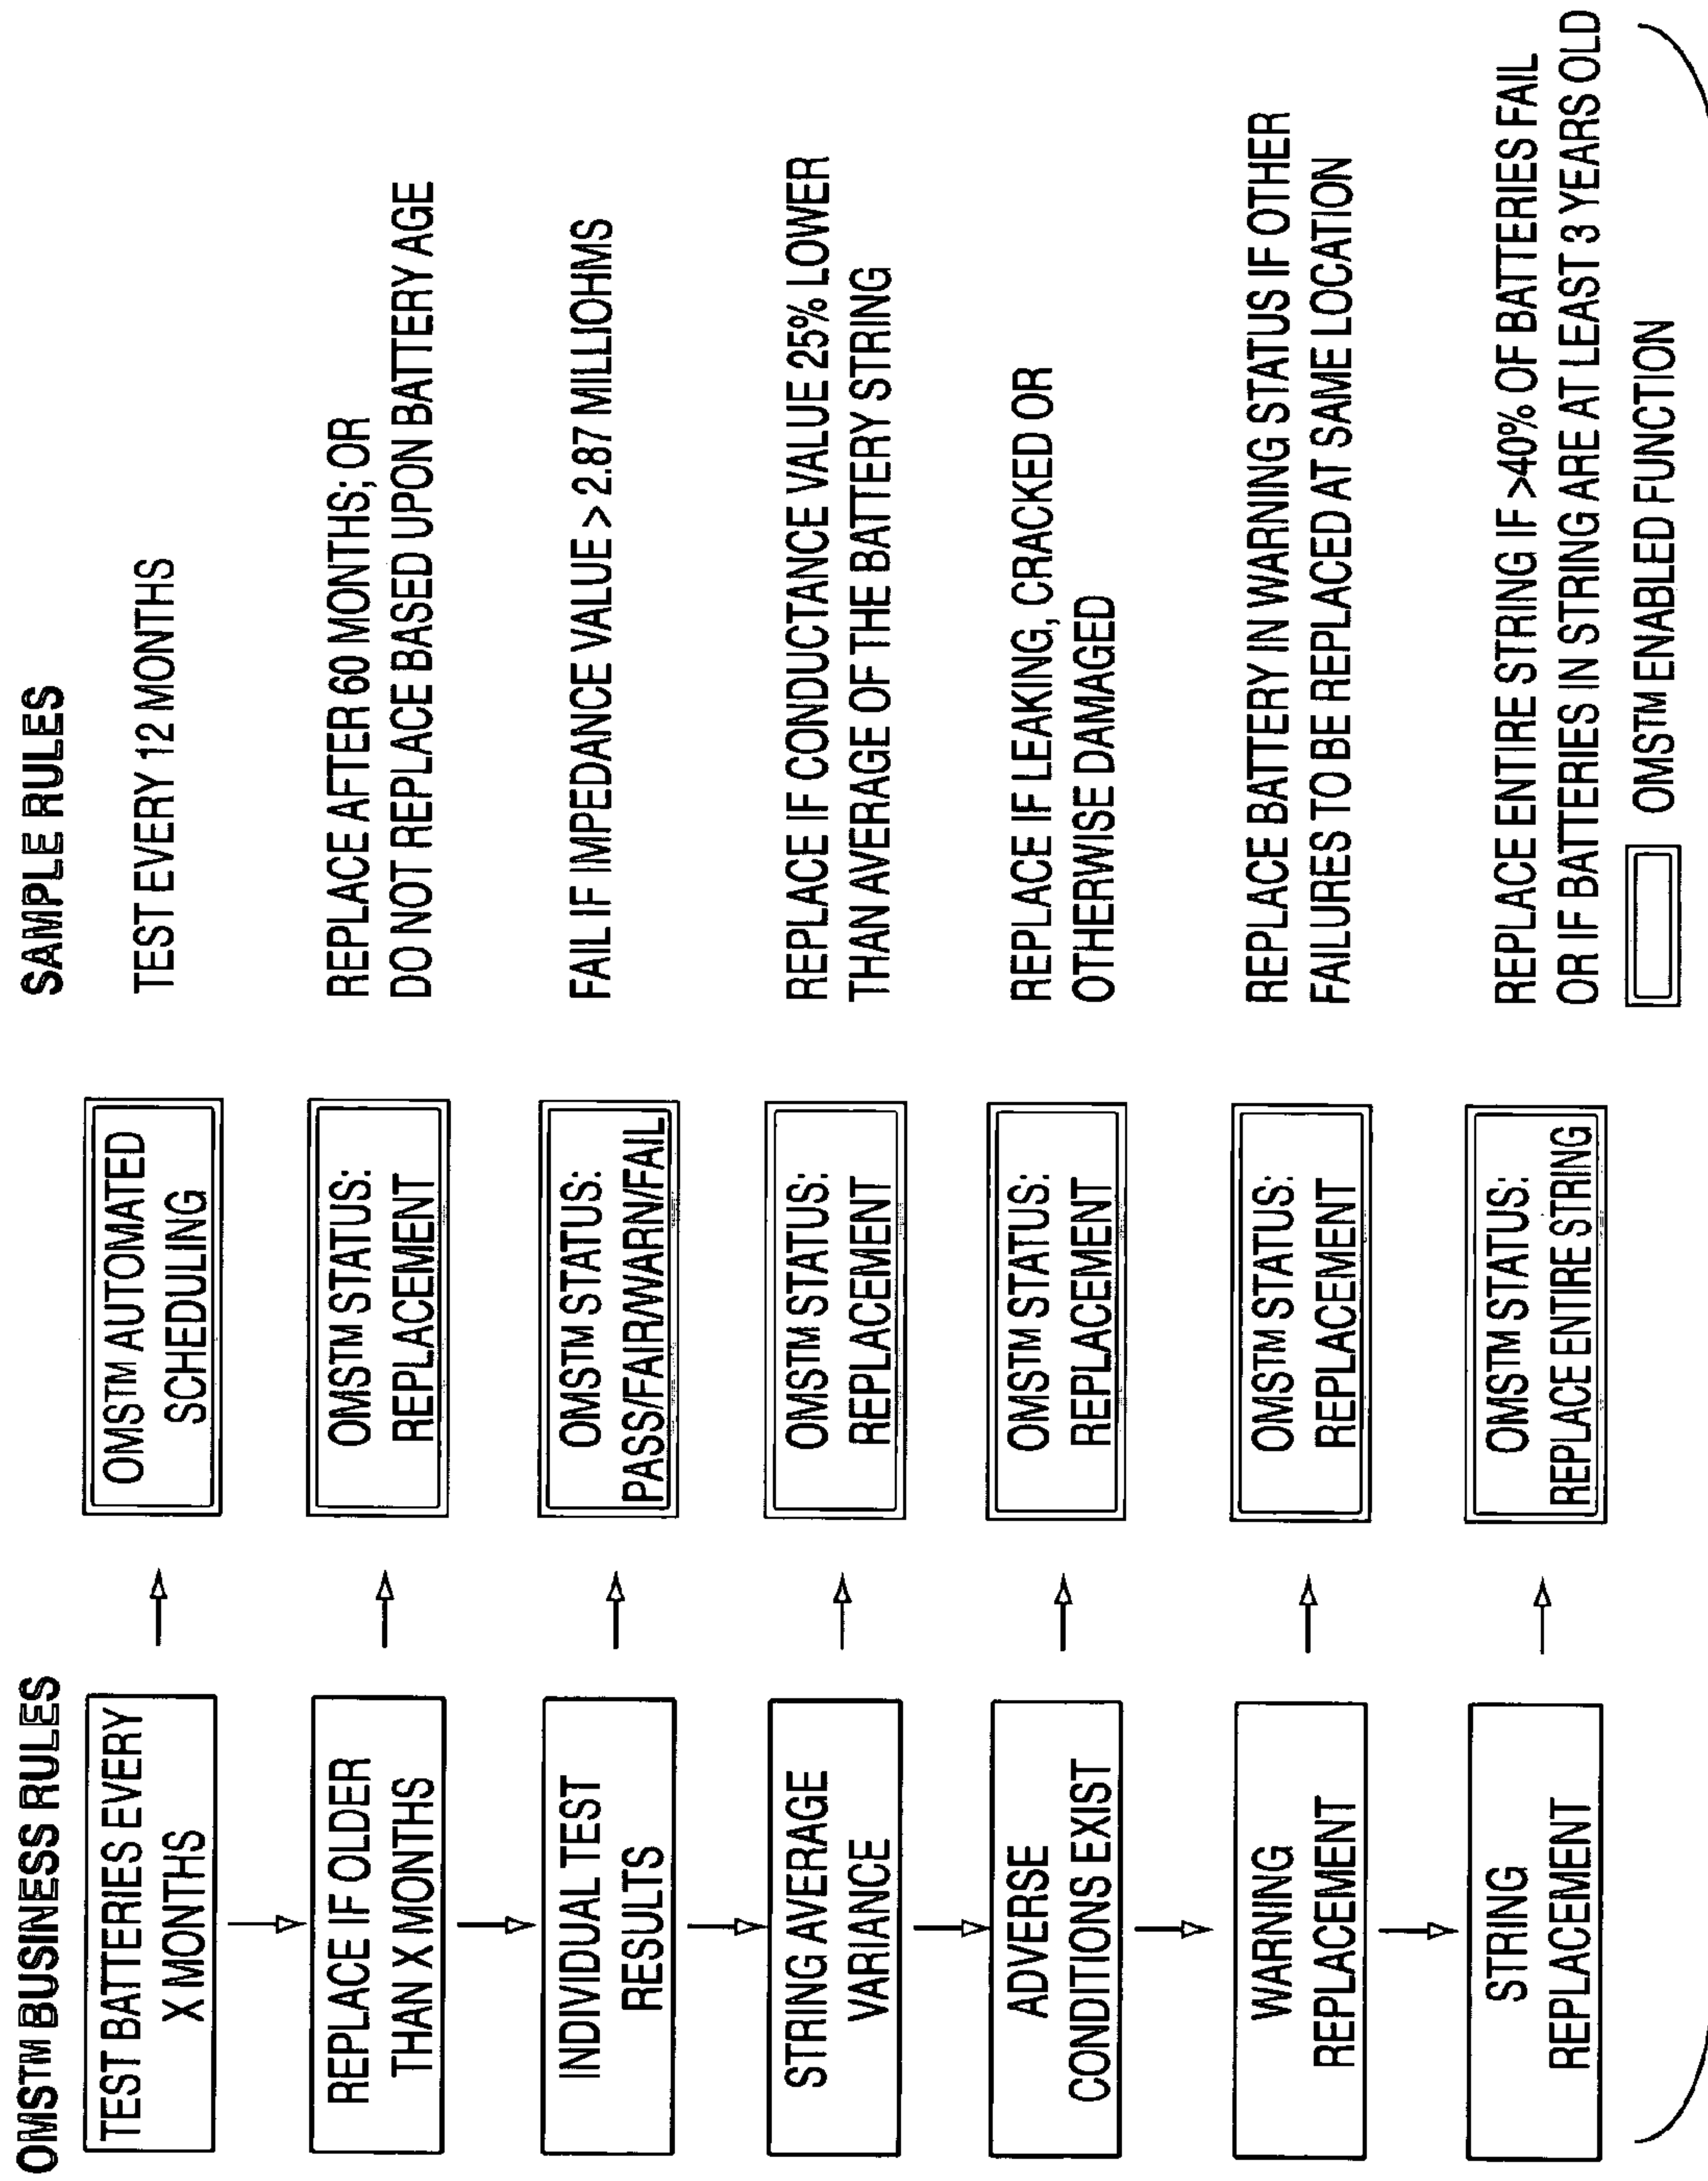 OMS™ BUSINESS RULES
SAMPLE RULES
TEST BATTERIES EVERY
X MONTHS
OMS™ AUTOMATED
SCHEDULING
TEST EVERY 12 MONTHS
REPLACE IF OLDER
THAN X MONTHS
OMS™ STATUS:
REPLACEMENT
REPLACE AFTER 60 MONTHS; OR
DO NOT REPLACE BASED UPON BATTERY AGE
INDIVIDUAL TEST
RESULTS
OMS™ STATUS:
PASS/FAIR/WARN/FAIL
FAIL IF IMPEDANCE VALUE > 2.87 MILLIOHMS
STRING AVERAGE
VARIANCE
OMS™ STATUS:
REPLACEMENT
REPLACE IF CONDUCTANCE VALUE 25% LOWER
THAN AVERAGE OF THE BATTERY STRING
ADVERSE
CONDITIONS EXIST
OMS™ STATUS:
REPLACEMENT
REPLACE IF LEAKING, CRACKED OR
OTHERWISE DAMAGED
WARNING
REPLACEMENT
OMS™ STATUS:
REPLACEMENT
REPLACE BATTERY IN WARNING STATUS IF OTHER
FAILURES TO BE REPLACED AT SAME LOCATION
STRING
REPLACEMENT
OMS™ STATUS:
REPLACE ENTIRE STRING
REPLACE ENTIRE STRING IF >40% OF BATTERIES FAIL
OR IF BATTERIES IN STRING ARE AT LEAST 3 YEARS OLD
OMS™ ENABLED FUNCTION